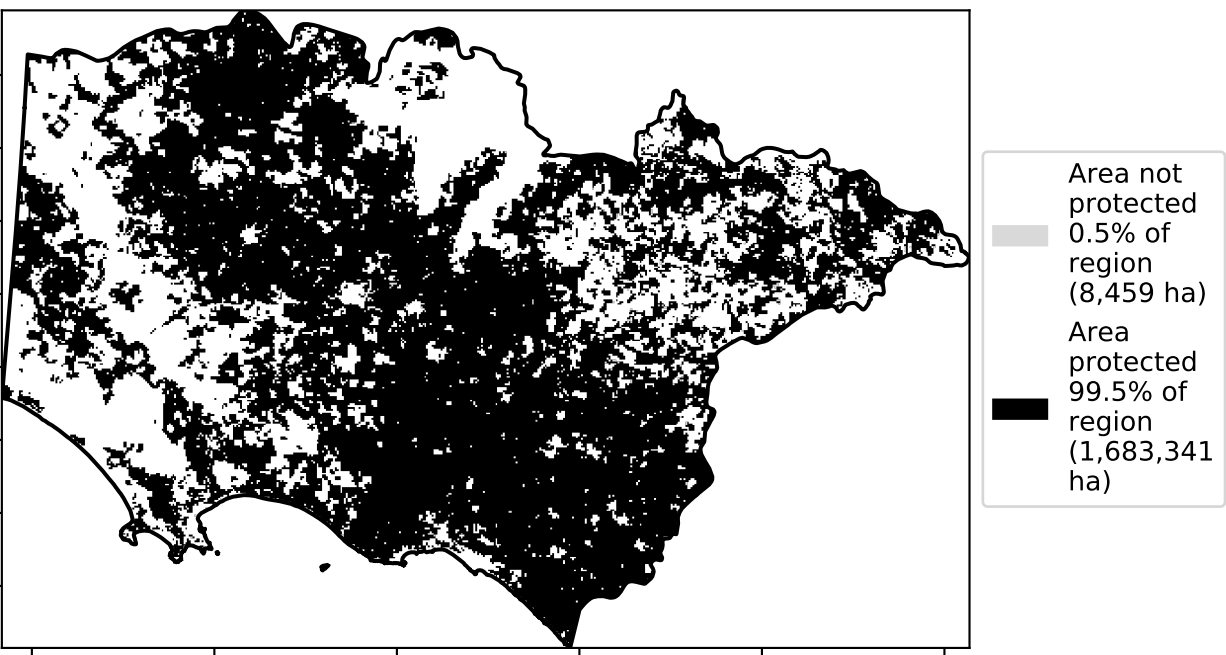 Area not
protected
0.5% of
region
(8,459 ha)
Area
protected
99.5% of
region
(1,683,341
ha)